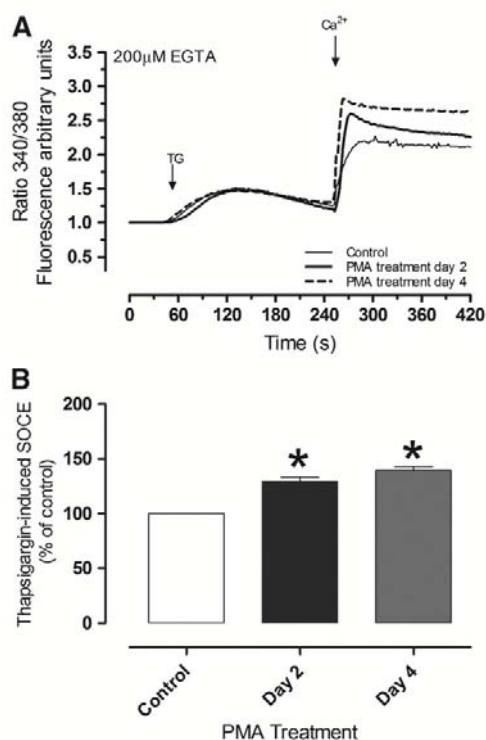 A
200µM EGTA
Ca²⁺
TG
Ratio 340/380
Fluorescence arbitrary units
3.5
3.0
2.5
2.0
1.5
1.0
0.5
Control
PMA treatment day 2
PMA treatment day 4
0 60 120 180 240 300 360 420
Time (s)
B
Thapsigargin-induced SOCE
(% of control)
200
150
100
50
0
* *
Control
Day 2
Day 4
PMA Treatment